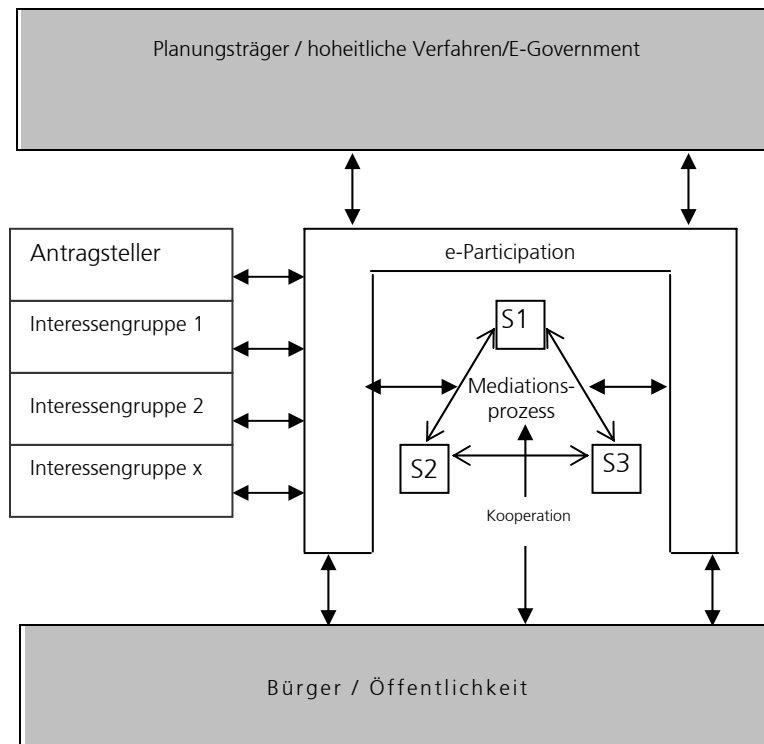 Planungsträger / hoheitliche Verfahren/E-Government
Antragsteller
Interessengruppe 1
Interessengruppe 2
Interessengruppe x
e-Participation
S1
Mediations-
prozess
S2
S3
Kooperation
Bürger / Öffentlichkeit